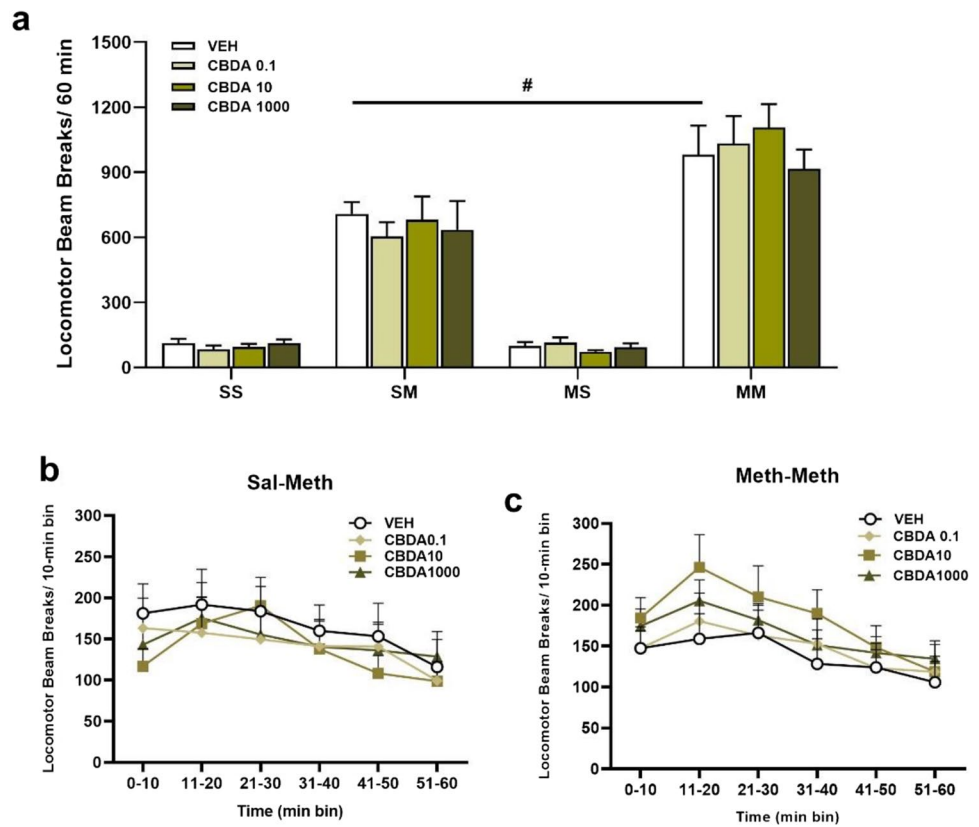 a
Locomotor Beam Breaks/ 60 min
1500
1200
900
600
300
0
VEH
CBDA 0.1
CBDA 10
CBDA 1000
#
SS SM MS MM
b
Sal-Meth
Locomotor Beam Breaks/ 10-min bin
300
250
200
150
100
50
0
VEH
CBDA0.1
CBDA10
CBDA1000
0-10 11-20 21-30 31-40 41-50 51-60
Time (min bin)
c
Meth-Meth
Locomotor Beam Breaks/ 10-min bin
300
250
200
150
100
50
0
VEH
CBDA 0.1
CBDA10
CBDA1000
0-10 11-20 21-30 31-40 41-50 51-60
Time (min bin)